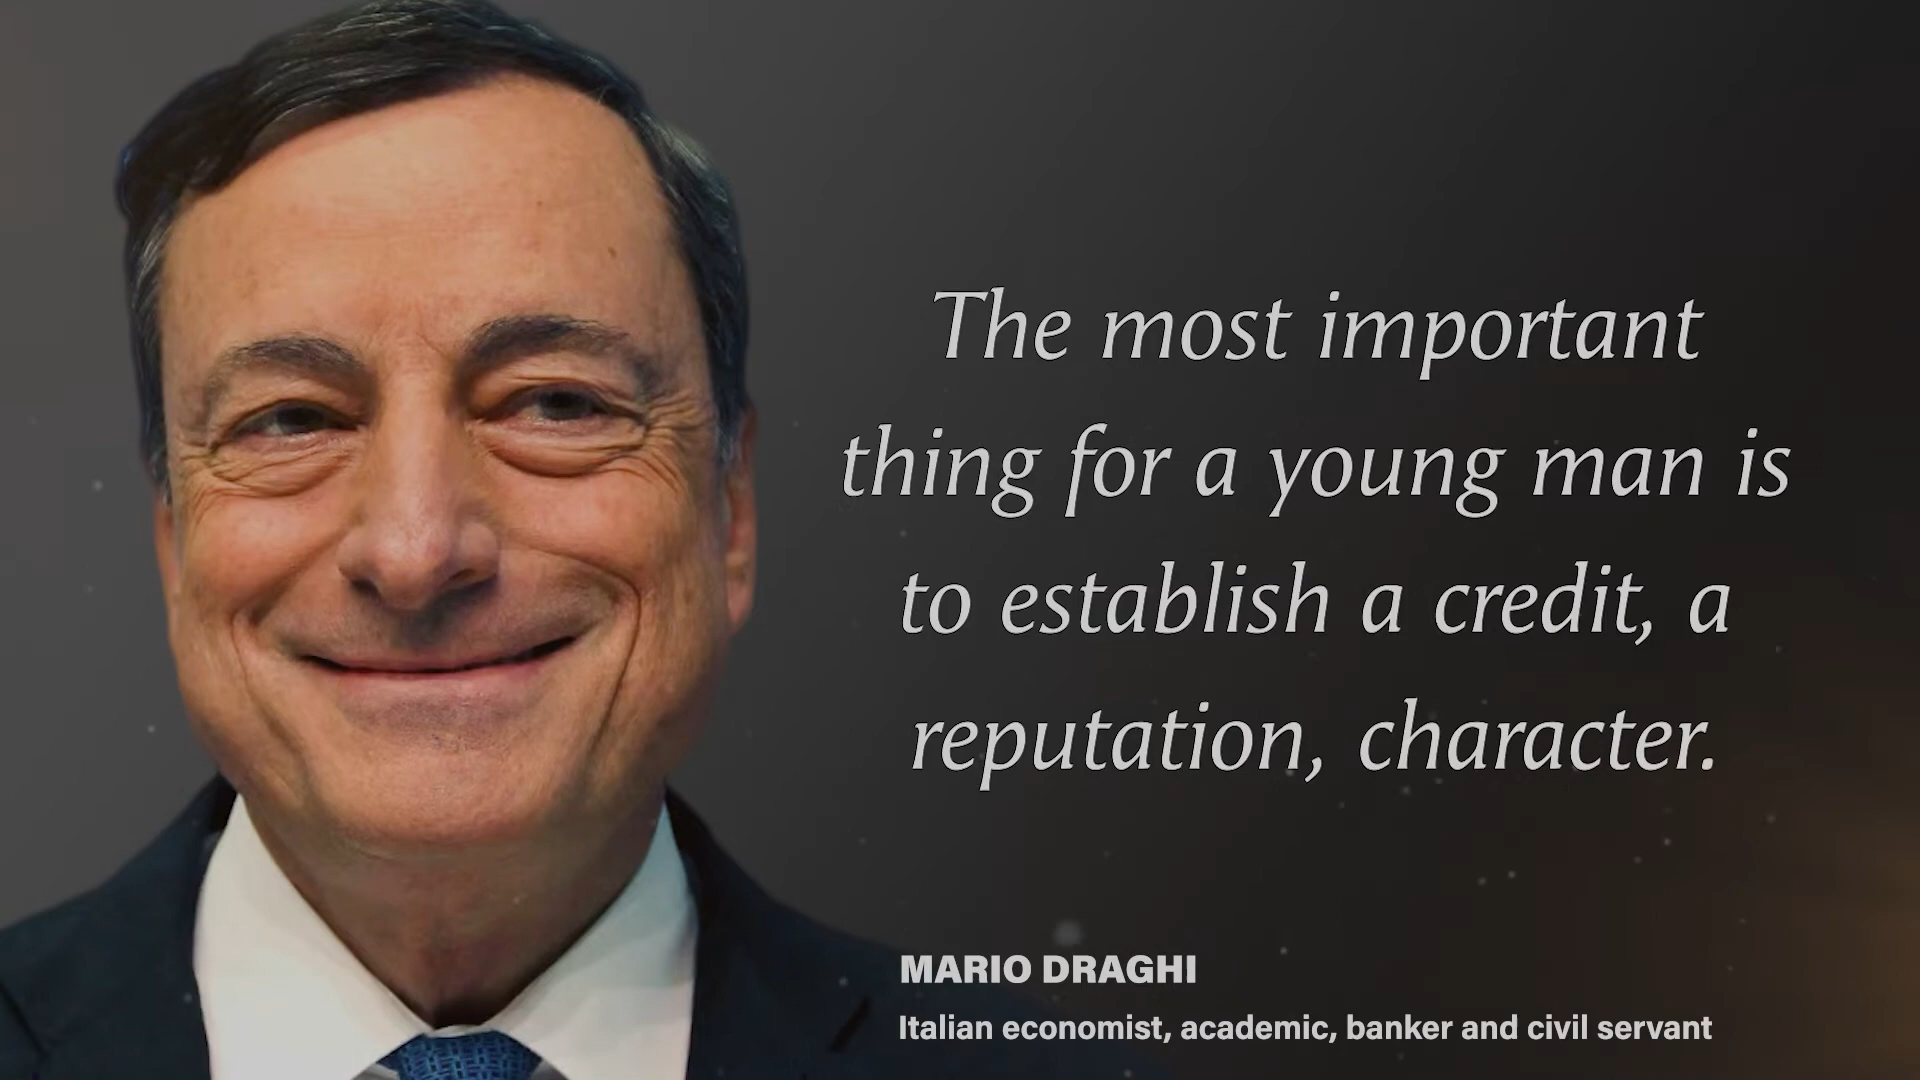 The most important
thing for a young man is
to establish a credit, a
reputation, character.
MARIO DRAGHI
Italian economist, academic, banker and civil servant